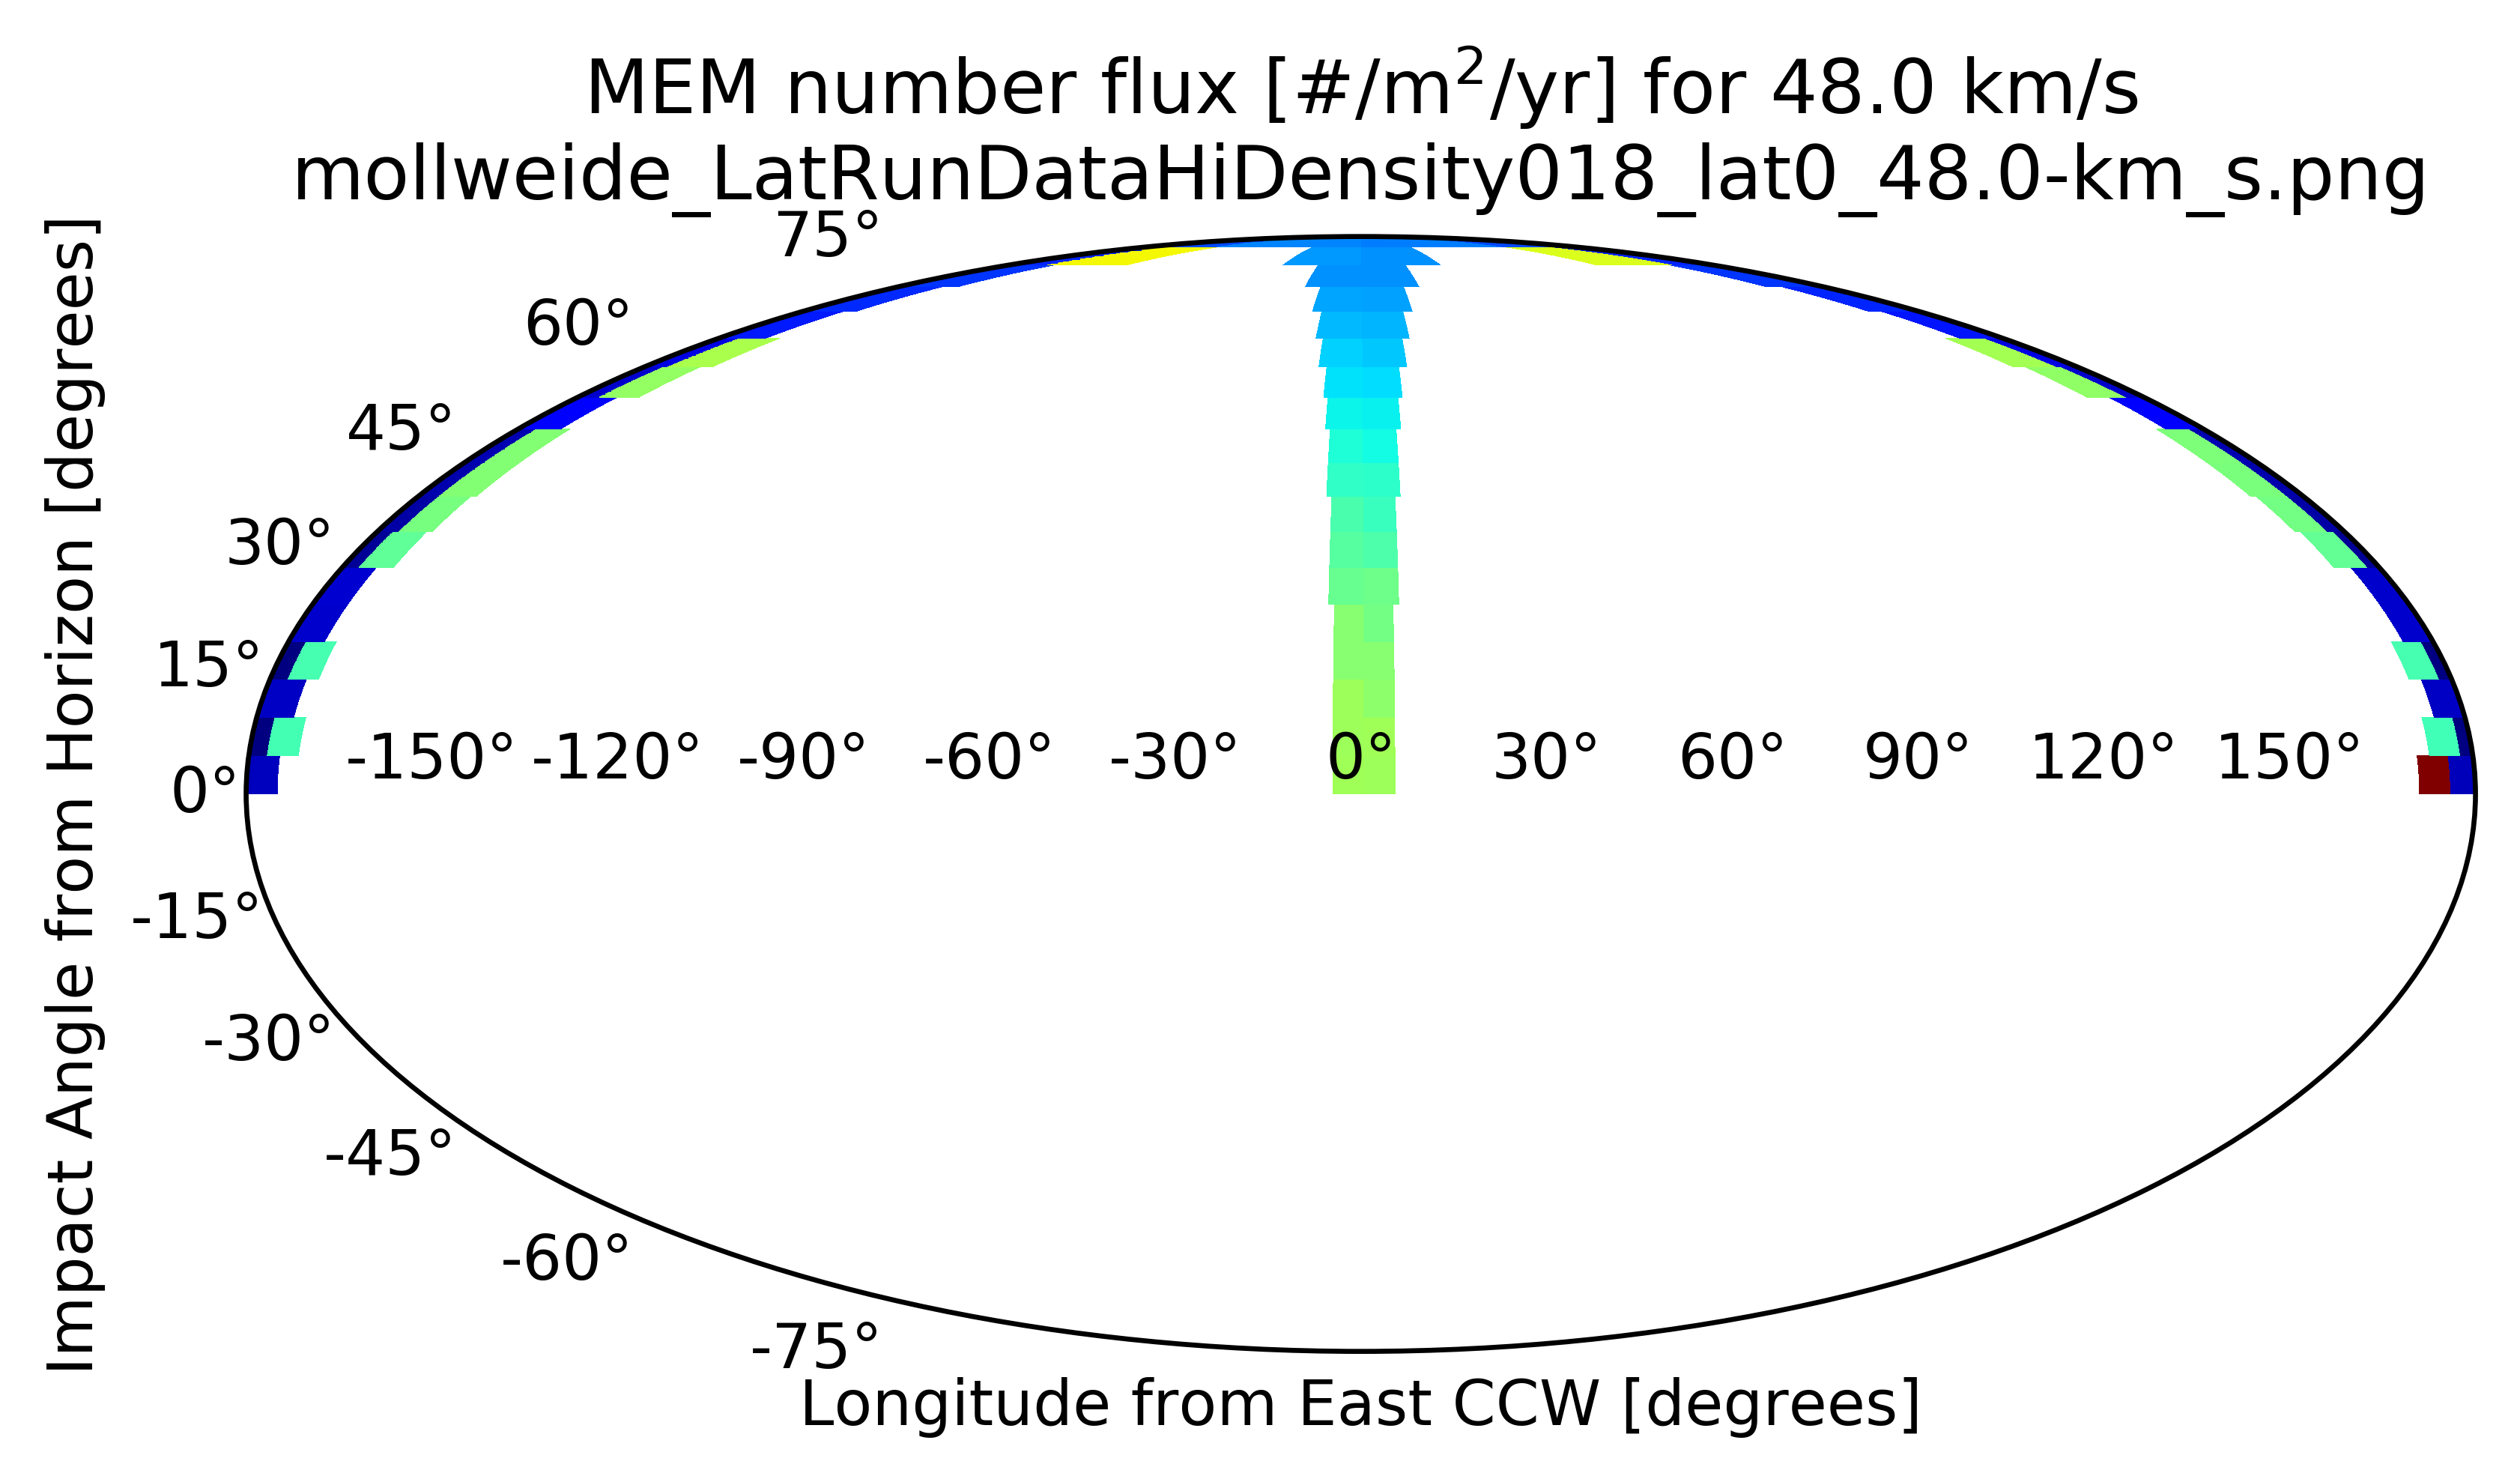 MEM number flux [#/m²/yr] for 48.0 km/s
mollweide_LatRunDataHiDensity018_lat0_48.0-km_s.png
Impact Angle from Horizon [degrees]
75°
60°
45°
30°
15°
0°
-15°
-30°
-45°
-60°
-75°
-150° -120° -90° -60° -30° 0° 30° 60° 90° 120° 150°
Longitude from East CCW [degrees]